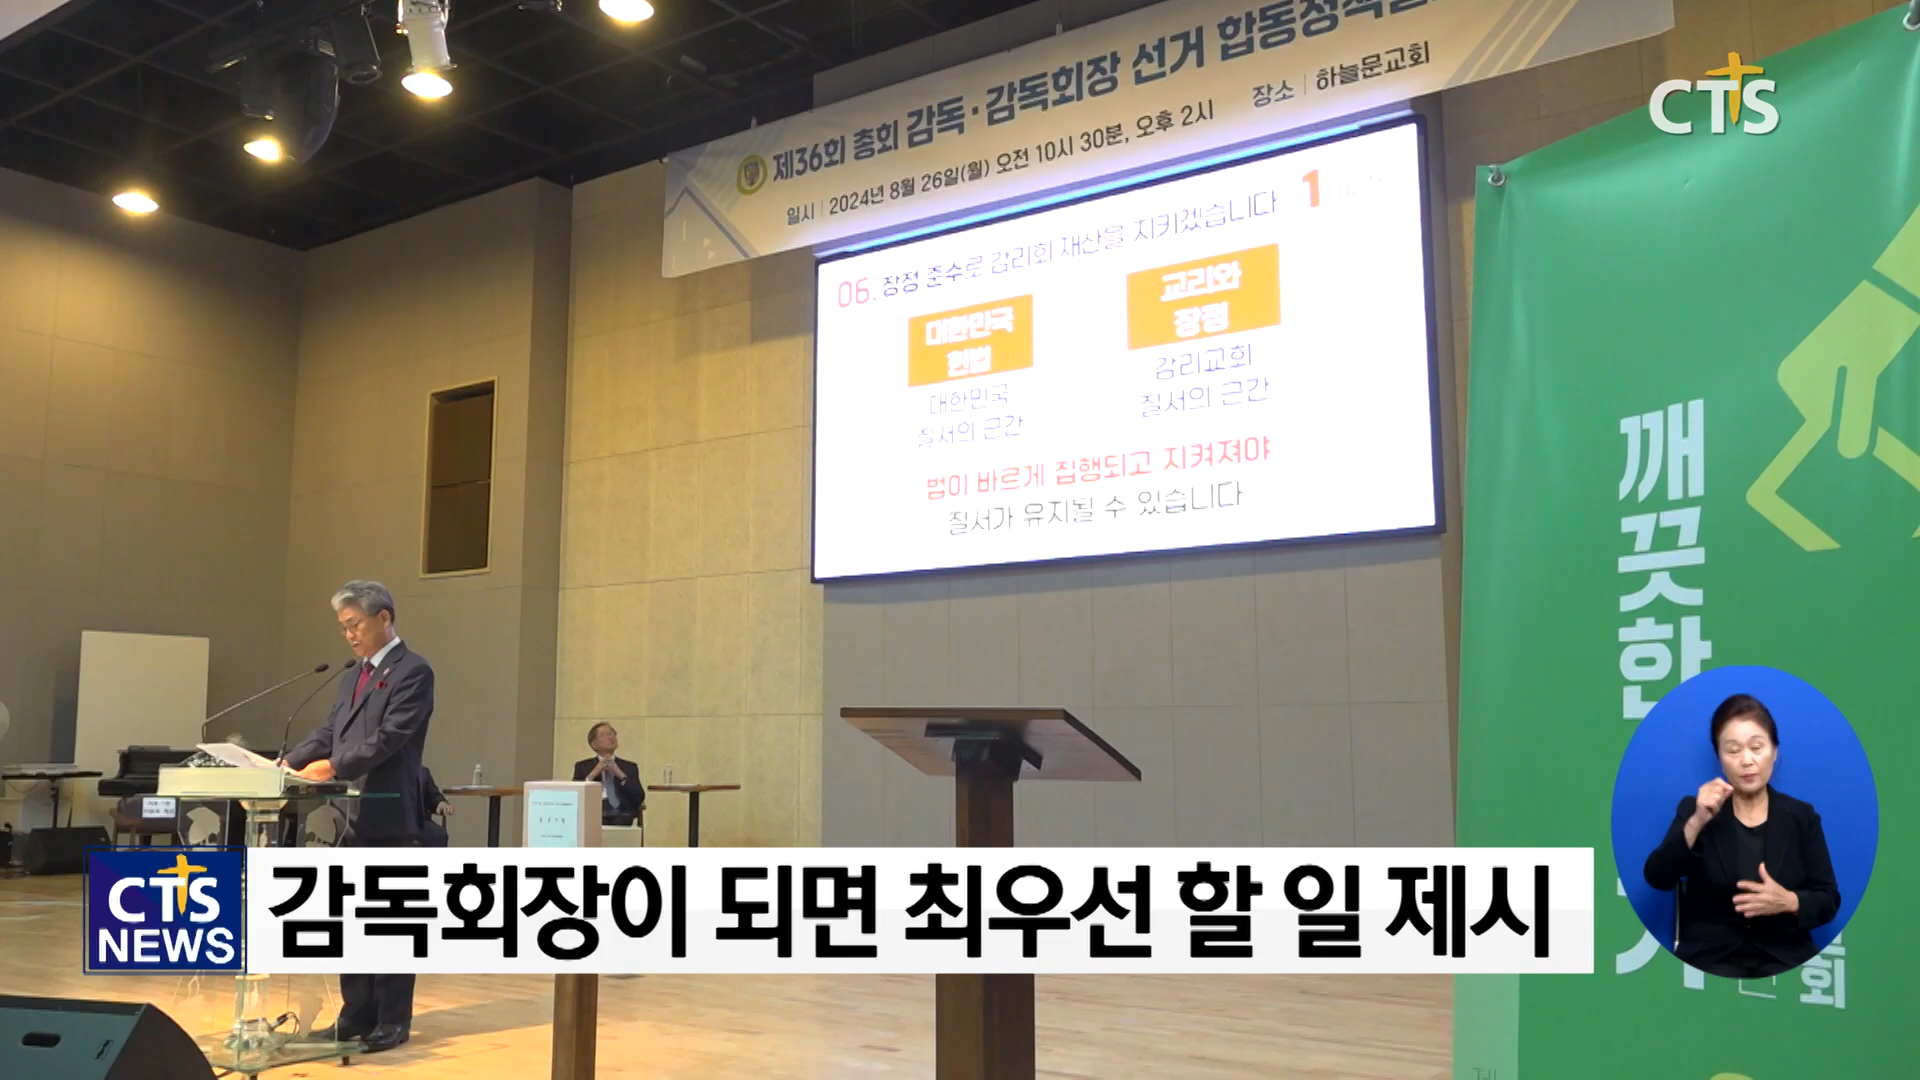 제36회 총회 감독·감독회장 선거 합동정책
일시 | 2024년 8월 26일(월) 오전 10시 30분, 오후 2시 장소 | 하늘문교회
CTS
06. 장정 준수로 감리회 재산을 지키겠습니다 1
대한민국
헌법
대한민국
질서의 근간
교리와
장정
감리교회
질서의 근간
법이 바르게 집행되고 지켜져야
질서가 유지될 수 있습니다
깨끗한
회
CTS
NEWS
감독회장이 되면 최우선 할 일 제시